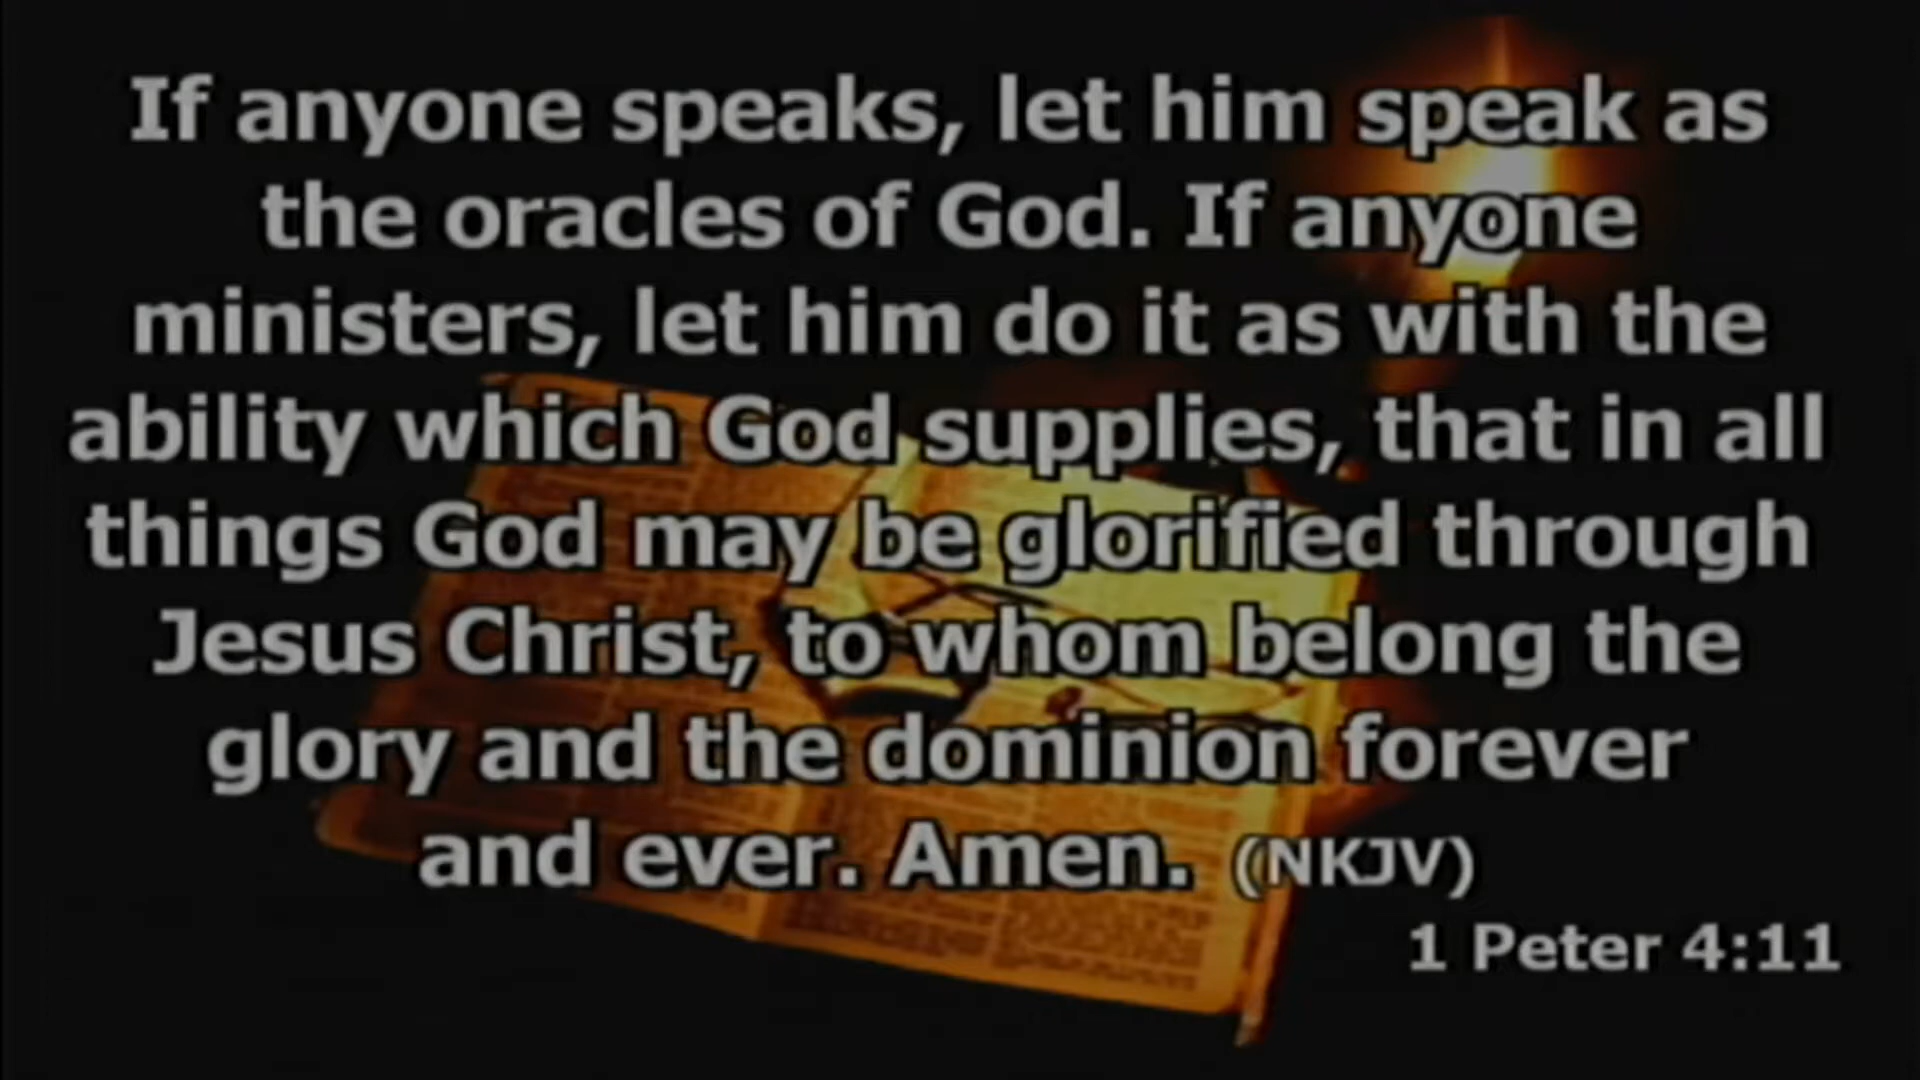 If anyone speaks, let him speak as
the oracles of God. If anyone
ministers, let him do it as with the
ability which God supplies, that in all
things God may be glorified through
Jesus Christ, to whom belong the
glory and the dominion forever
and ever. Amen. (NKJV)
1 Peter 4:11